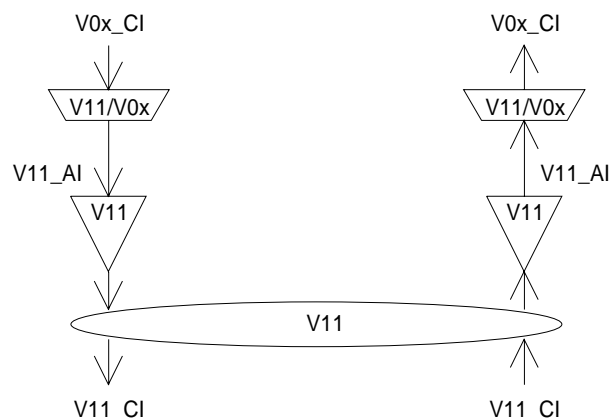 V0x_CI V0x_CI
V11/V0x V11/V0x
V11_AI V11_AI
V11 V11
V11
V11_CI V11_CI